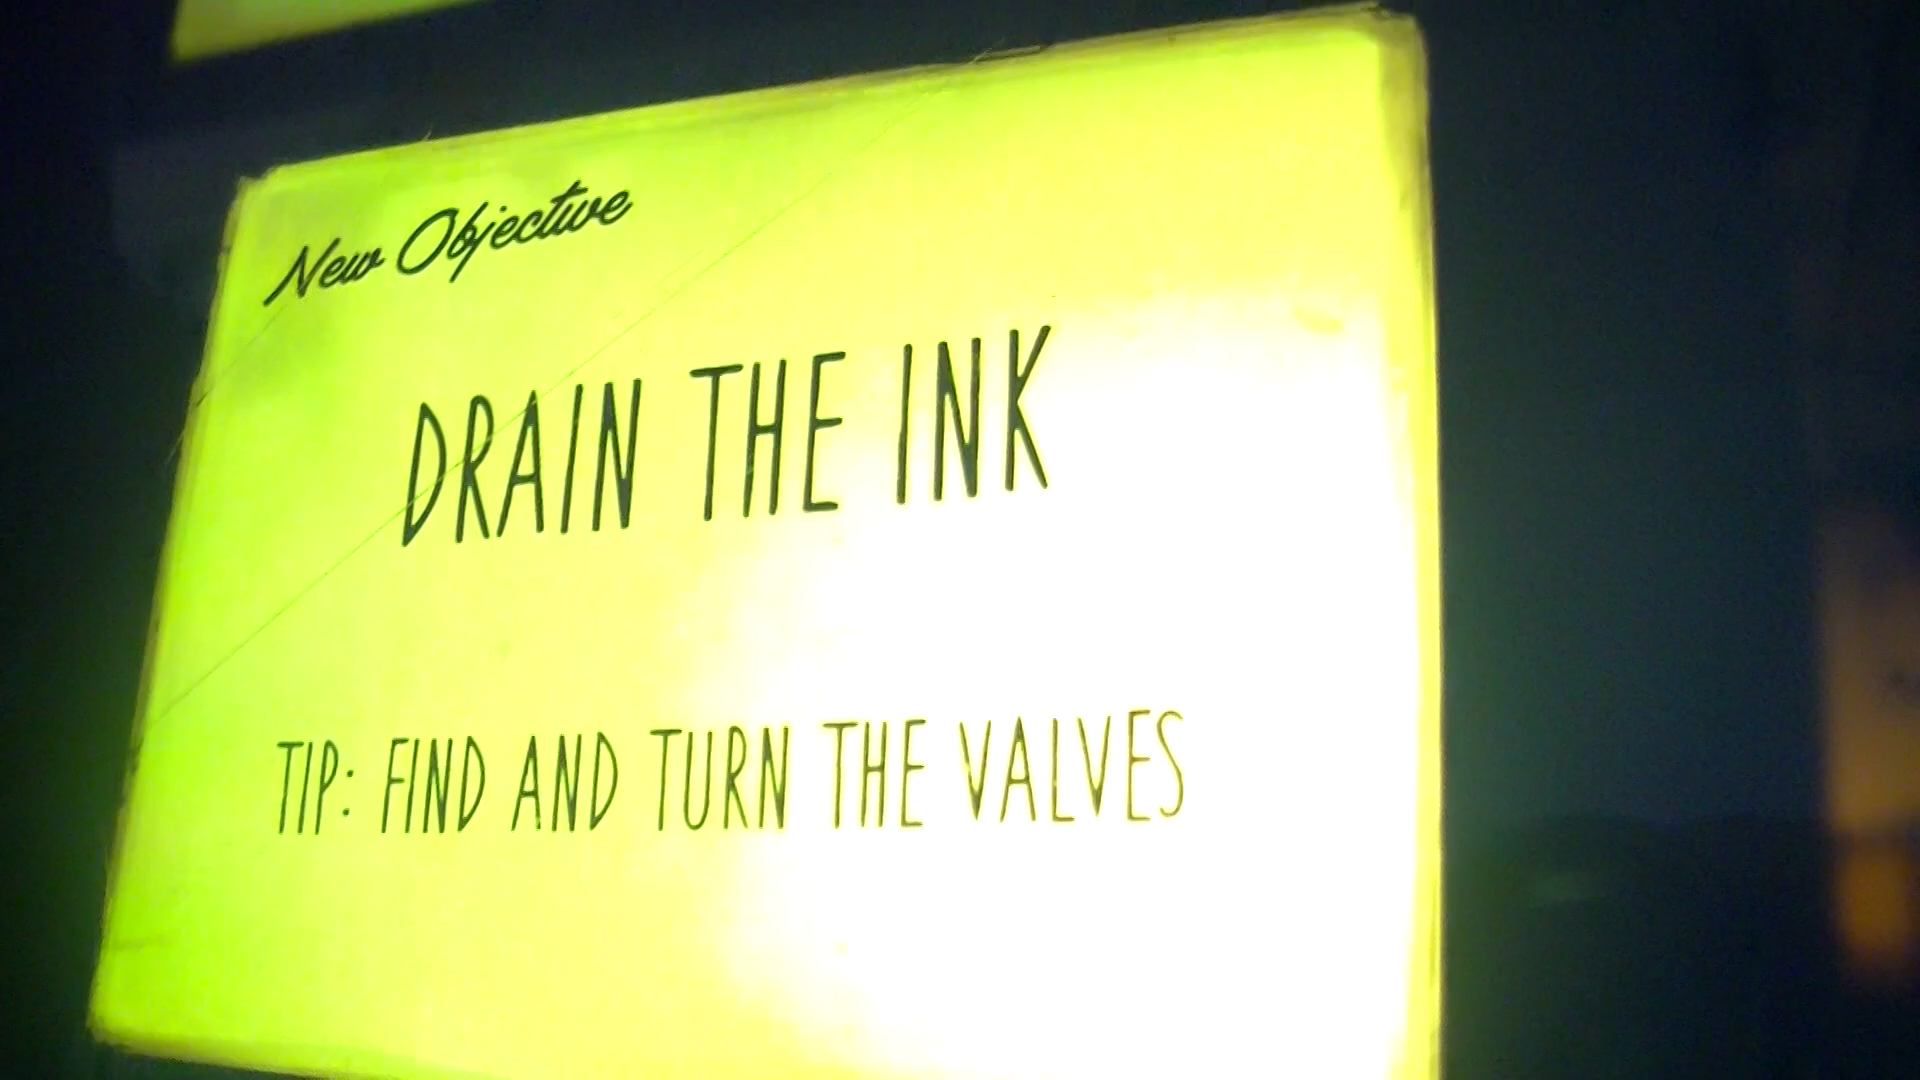 New Objective
DRAIN THE INK
TIP: FIND AND TURN THE VALVES